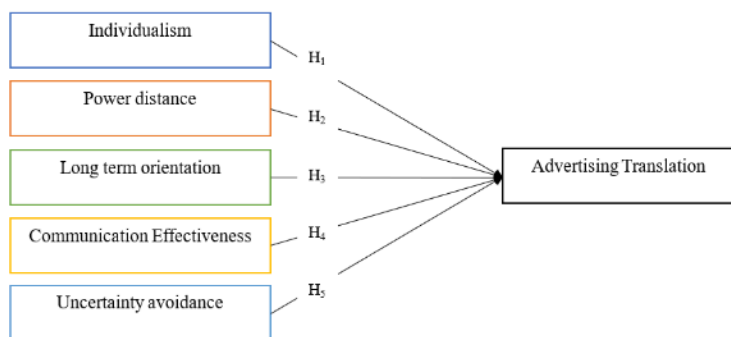 Individualism
H₁
Power distance
H₂
Long term orientation
H₃
Advertising Translation
Communication Effectiveness
H₄
Uncertainty avoidance
H₅